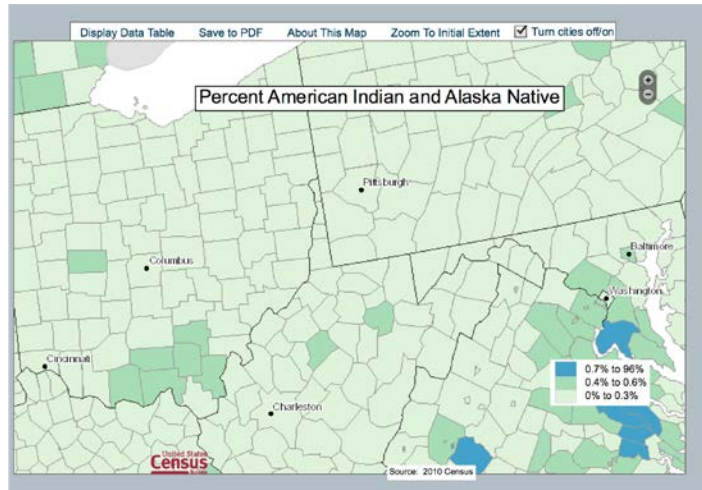 Display Data Table Save to PDF About This Map Zoom To Initial Extent Turn cities off/on
Percent American Indian and Alaska Native
Pittsburgh
Baltimore
Columbus
Washington
Cincinnati
0.7% to 96%
0.4% to 0.6%
0% to 0.3%
Charleston
United States
Census
Bureau
Source: 2010 Census